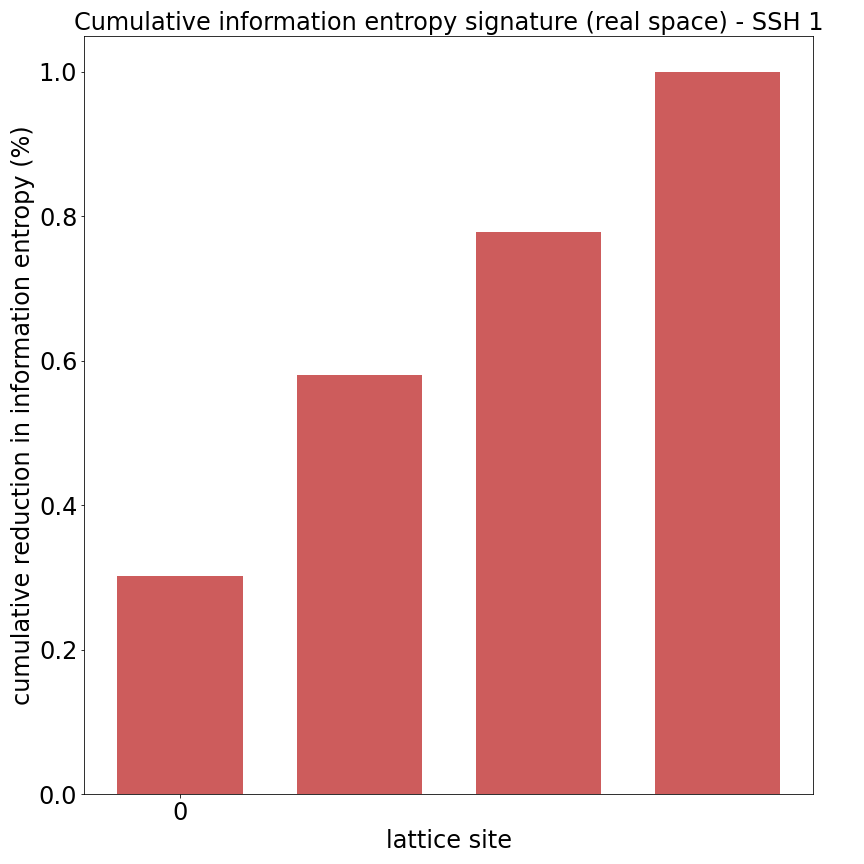 Cumulative information entropy signature (real space) - SSH 1
cumulative reduction in information entropy (%)
1.0
0.8
0.6
0.4
0.2
0.0
0
lattice site